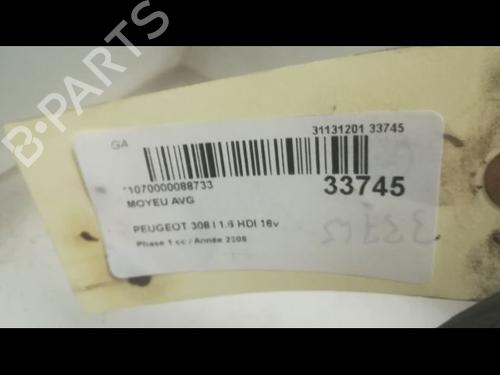 GA
31131201 33745
*1070000088733
33745
MOYEU AVG
PEUGEOT 308 I 1.6 HDI 16v
Phase 1 cc / Année 2008
33745
B-PARTS